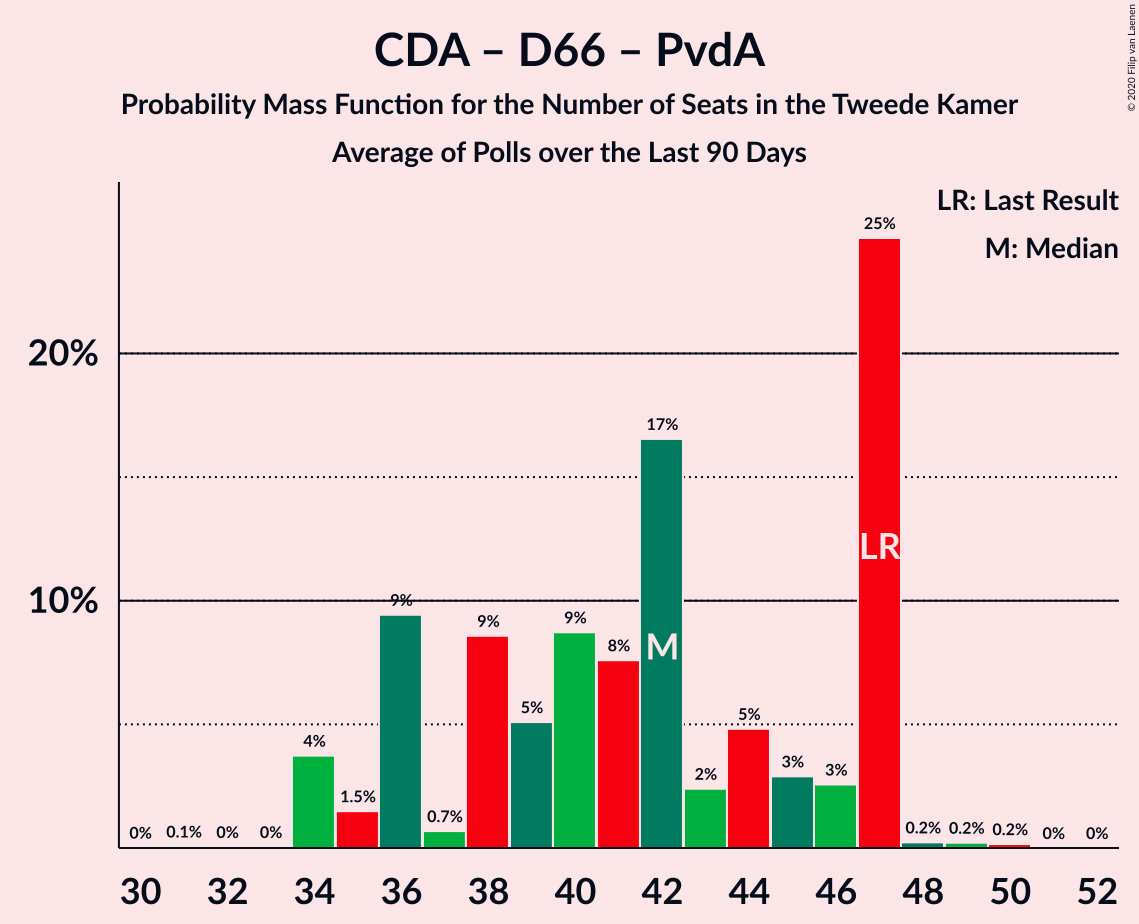 CDA – D66 – PvdA
Probability Mass Function for the Number of Seats in the Tweede Kamer
Average of Polls over the Last 90 Days
© 2020 Filip van Laenen
LR: Last Result
M: Median
20%
10%
0% 0.1% 0% 0% 4% 1.5% 9% 0.7% 9% 5% 9% 8% 17% 2% 5% 3% 3% 25% 0.2% 0.2% 0.2% 0% 0%
M
LR
30 32 34 36 38 40 42 44 46 48 50 52